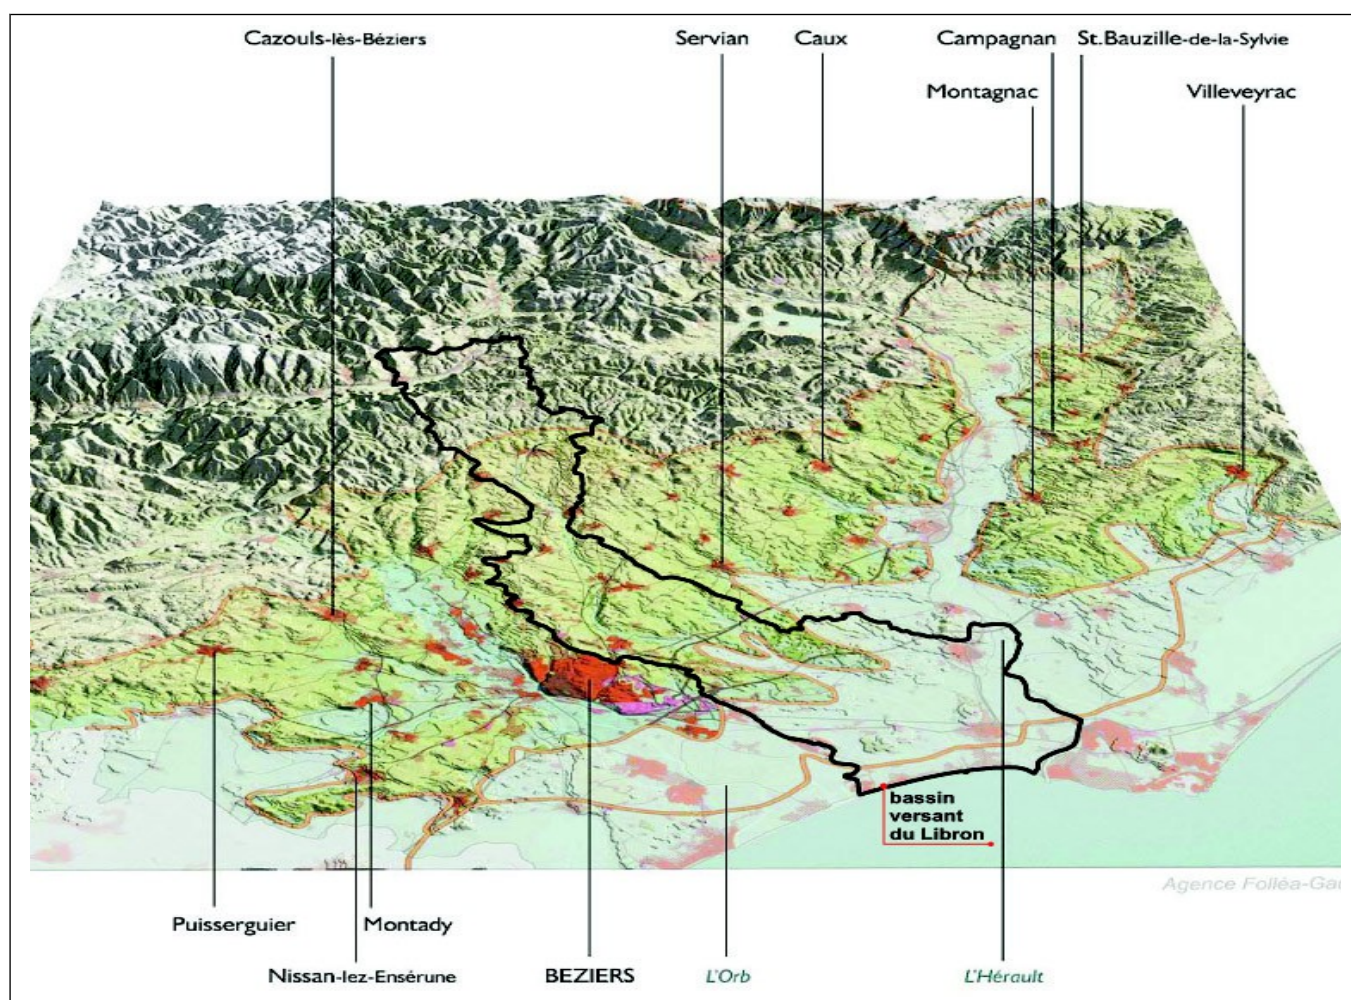 Cazouls-lès-Béziers
Servian
Caux
Campagnan
St.Bauzille-de-la-Sylvie
Montagnac
Villeveyrac
bassin
versant
du Libron
Agence Folléa-Gau
Puisserguier
Montady
Nissan-lez-Ensérune
BEZIERS
L'Orb
L'Hérault